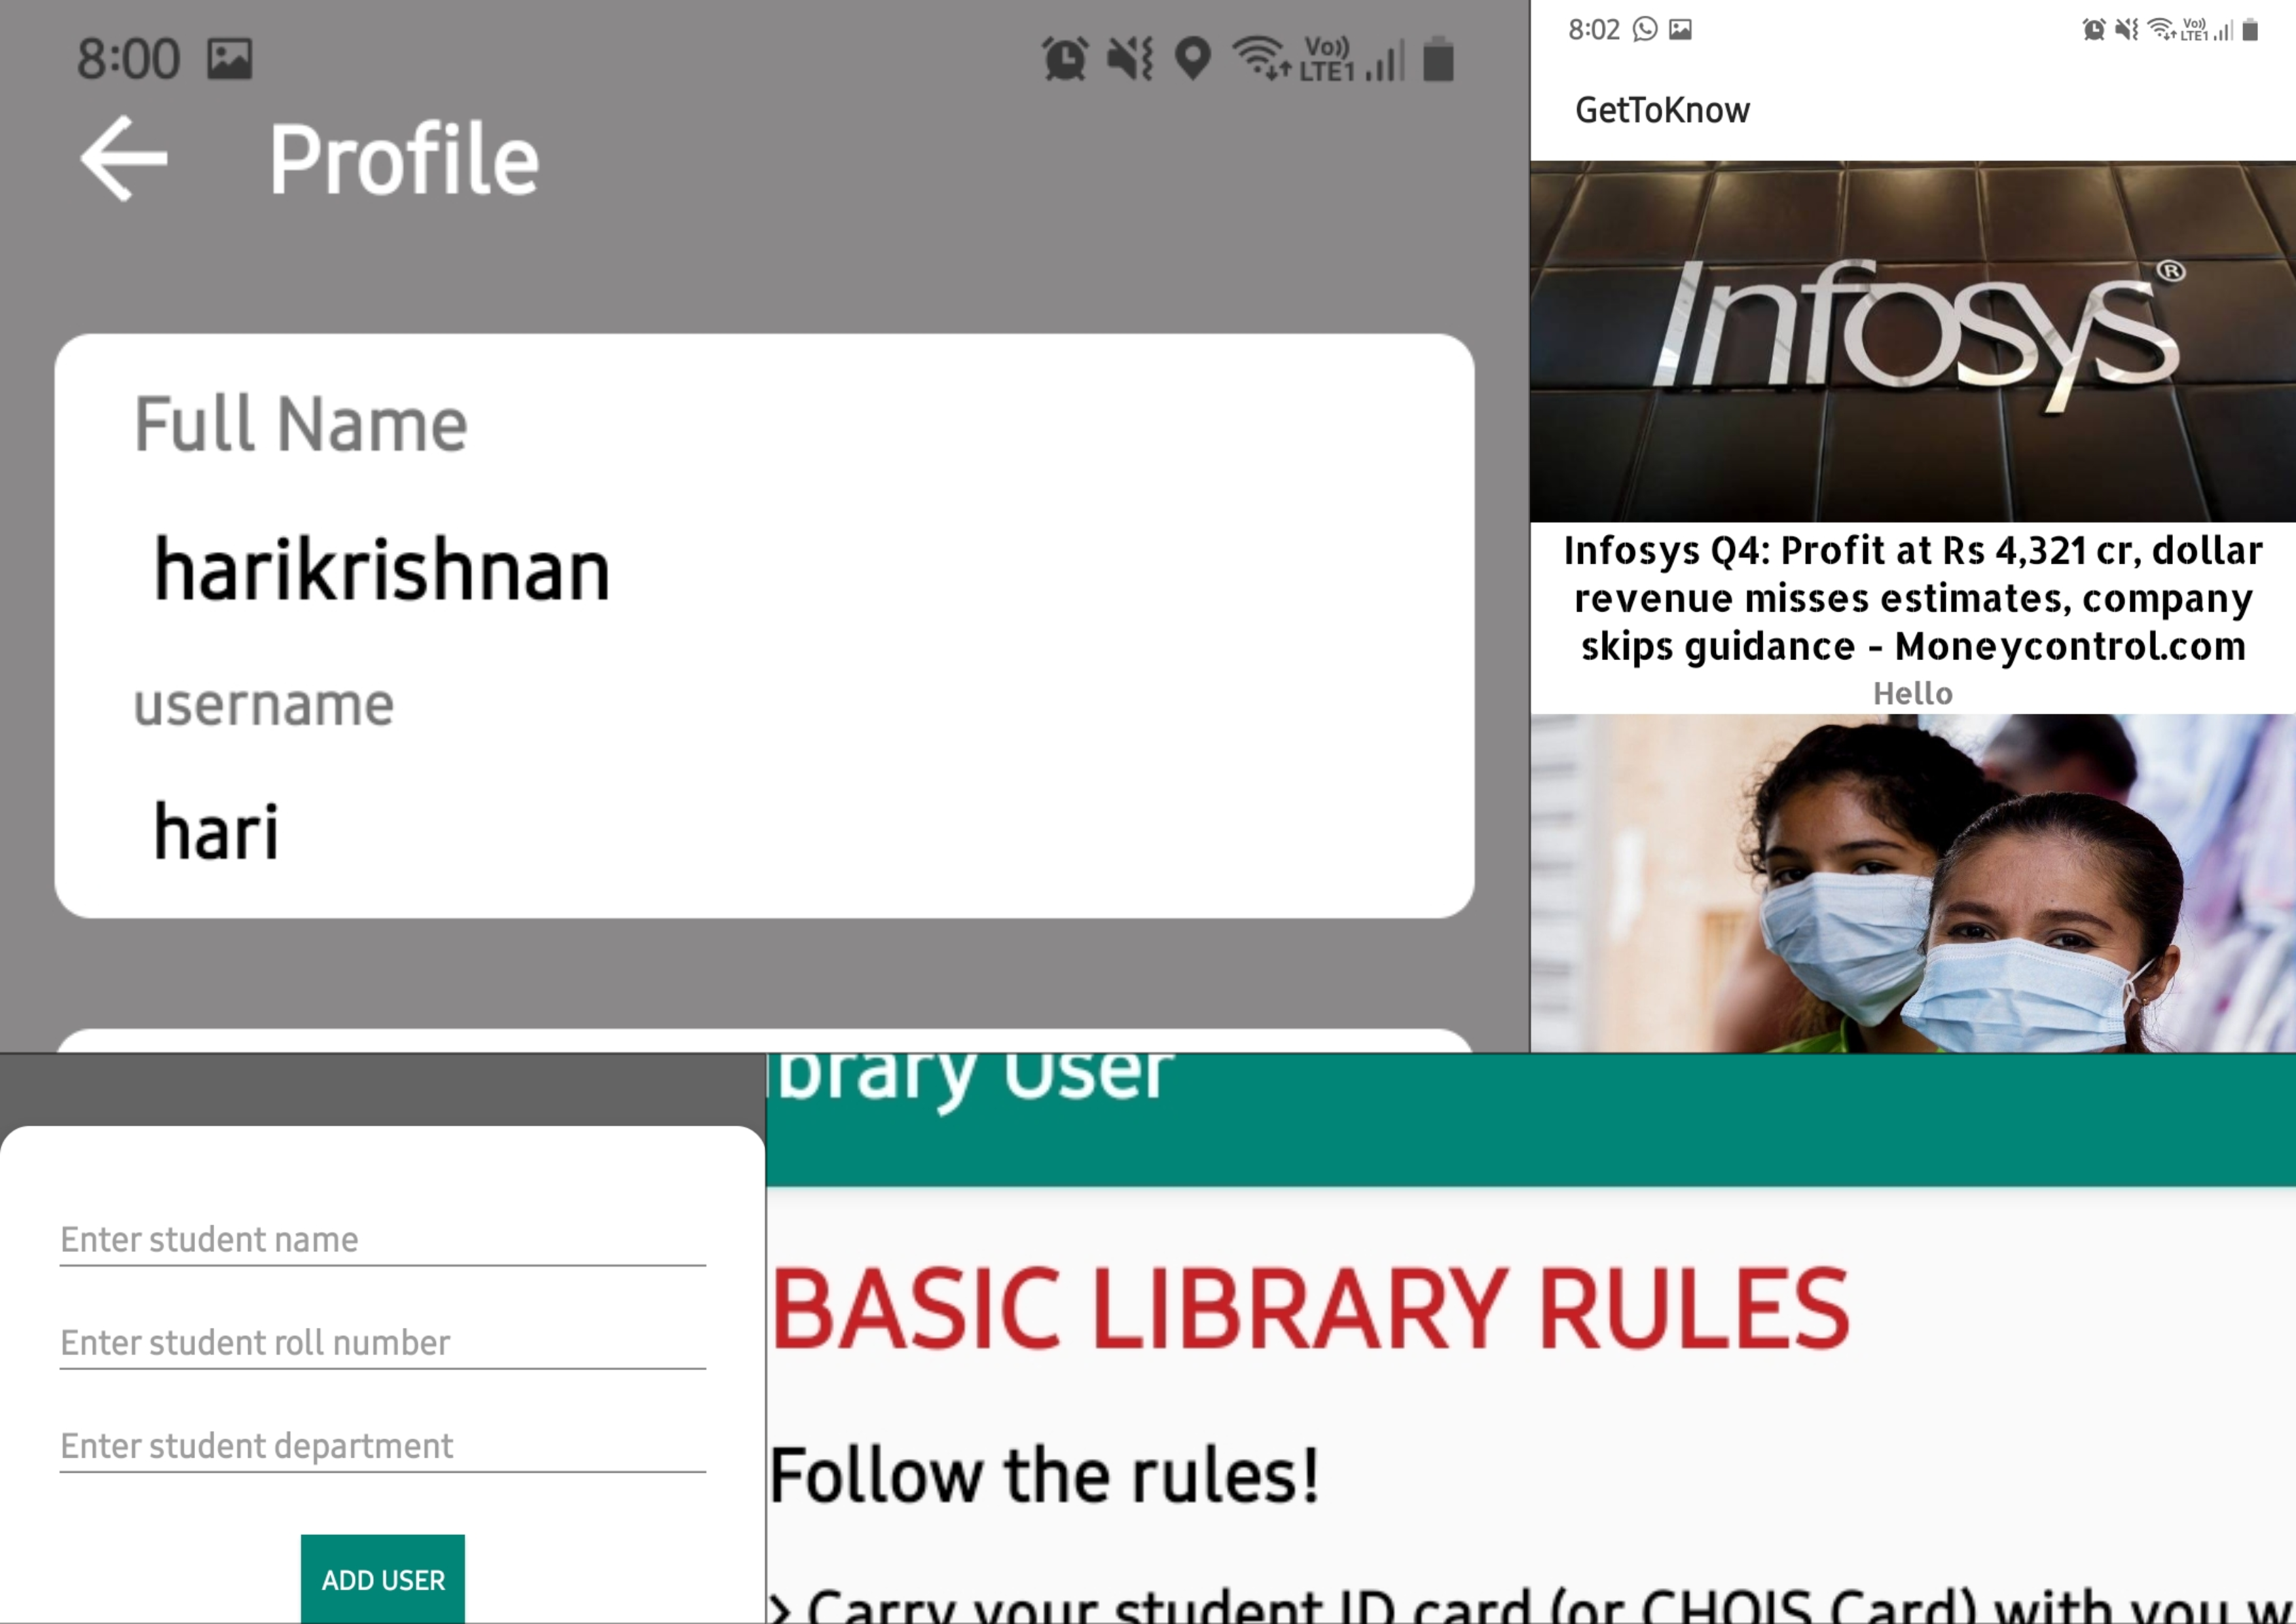 8:00
Vo)) LTE1
Profile
Full Name
harikrishnan
username
hari
8:02
Vo)) LTE1
GetToKnow
Infosys®
Infosys Q4: Profit at Rs 4,321 cr, dollar
revenue misses estimates, company
skips guidance - Moneycontrol.com
Hello
Enter student name
Enter student roll number
Enter student department
ADD USER
brary User
BASIC LIBRARY RULES
Follow the rules!
> Carry your student ID card (or CHOIS Card) with you w